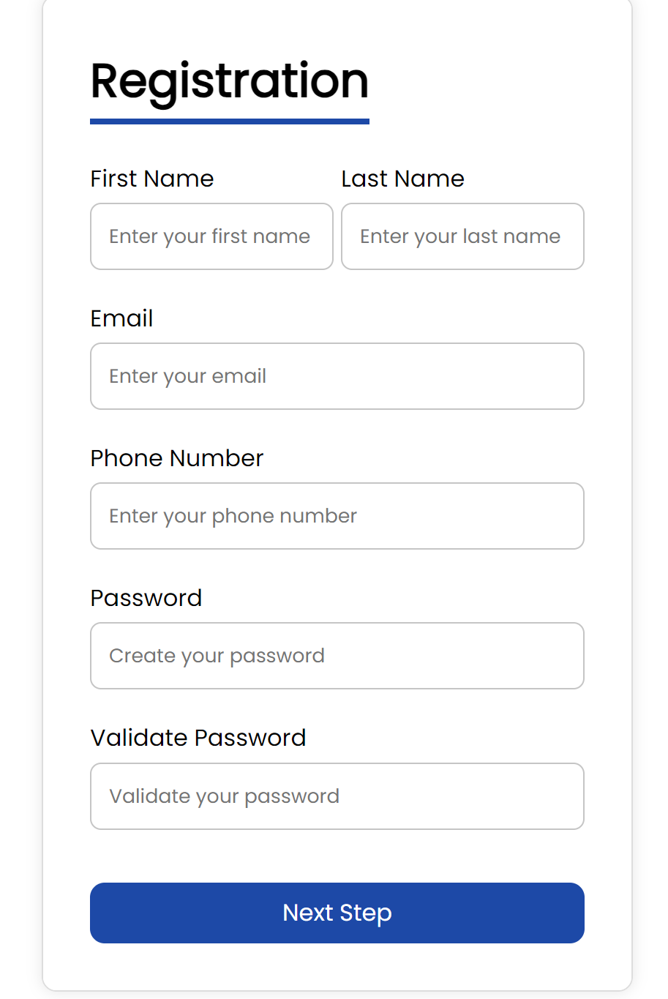 Registration
First Name Last Name
Enter your first name Enter your last name
Email
Enter your email
Phone Number
Enter your phone number
Password
Create your password
Validate Password
Validate your password
Next Step